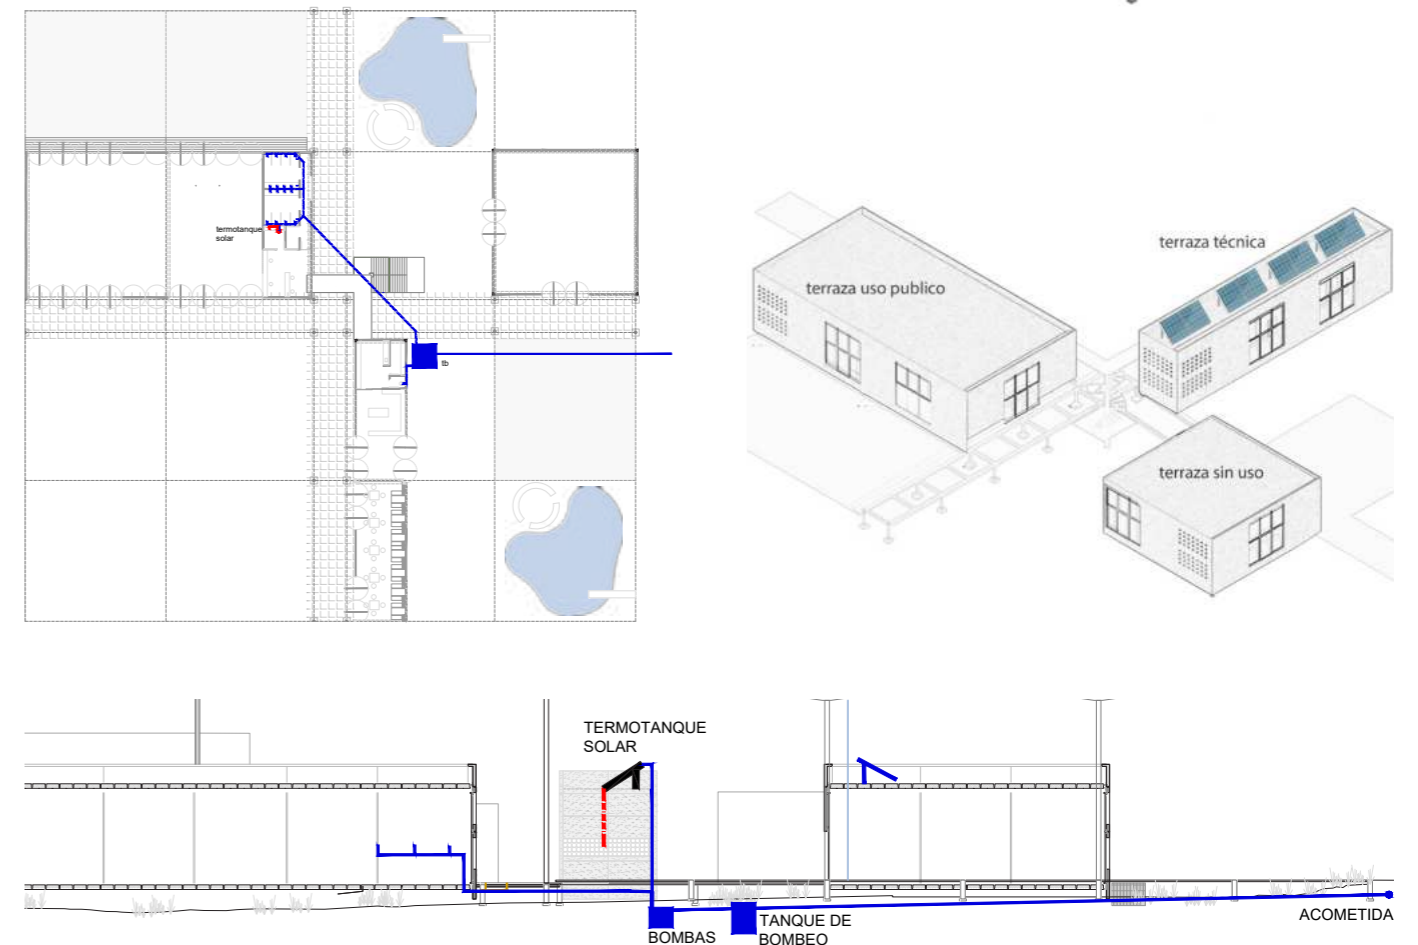 termotanque
solar
tb
terraza uso publico
terraza técnica
terraza sin uso
TERMOTANQUE
SOLAR
BOMBAS
TANQUE DE
BOMBEO
ACOMETIDA